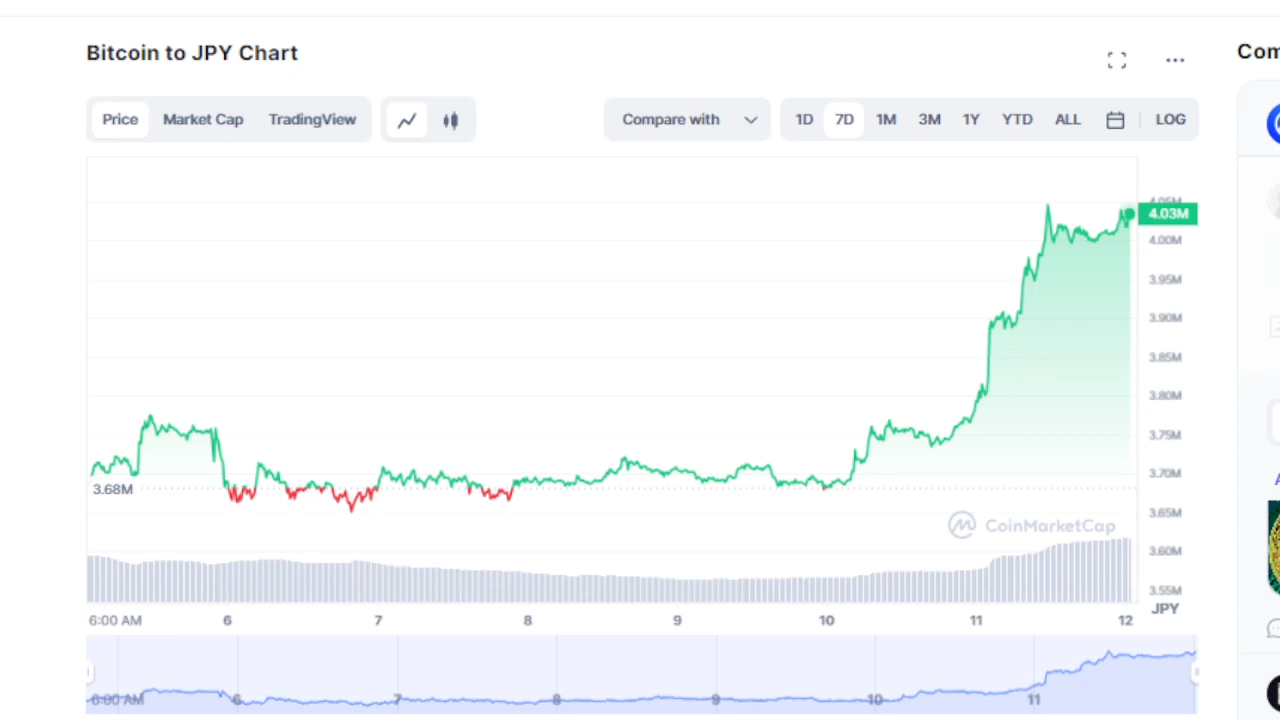 Bitcoin to JPY Chart
Com
Price Market Cap TradingView
Compare with
1D 7D 1M 3M 1Y YTD ALL LOG
4.05M
4.03M
4.00M
3.95M
3.90M
3.85M
3.80M
3.75M
3.70M
3.68M
3.65M
CoinMarketCap
3.60M
3.55M
JPY
6:00 AM 6 7 8 9 10 11 12
6:00 AM 6 7 8 9 10 11